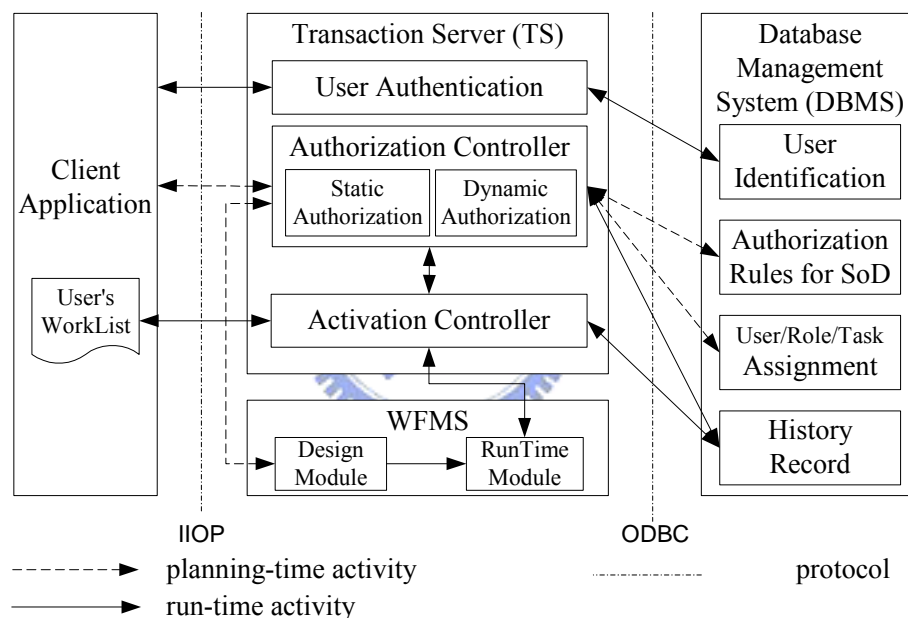 Client
Application
User's
WorkList
Transaction Server (TS)
User Authentication
Authorization Controller
Static
Authorization
Dynamic
Authorization
Activation Controller
WFMS
Design
Module
RunTime
Module
Database
Management
System (DBMS)
User
Identification
Authorization
Rules for SoD
User/Role/Task
Assignment
History
Record
IIOP
ODBC
planning-time activity
protocol
run-time activity